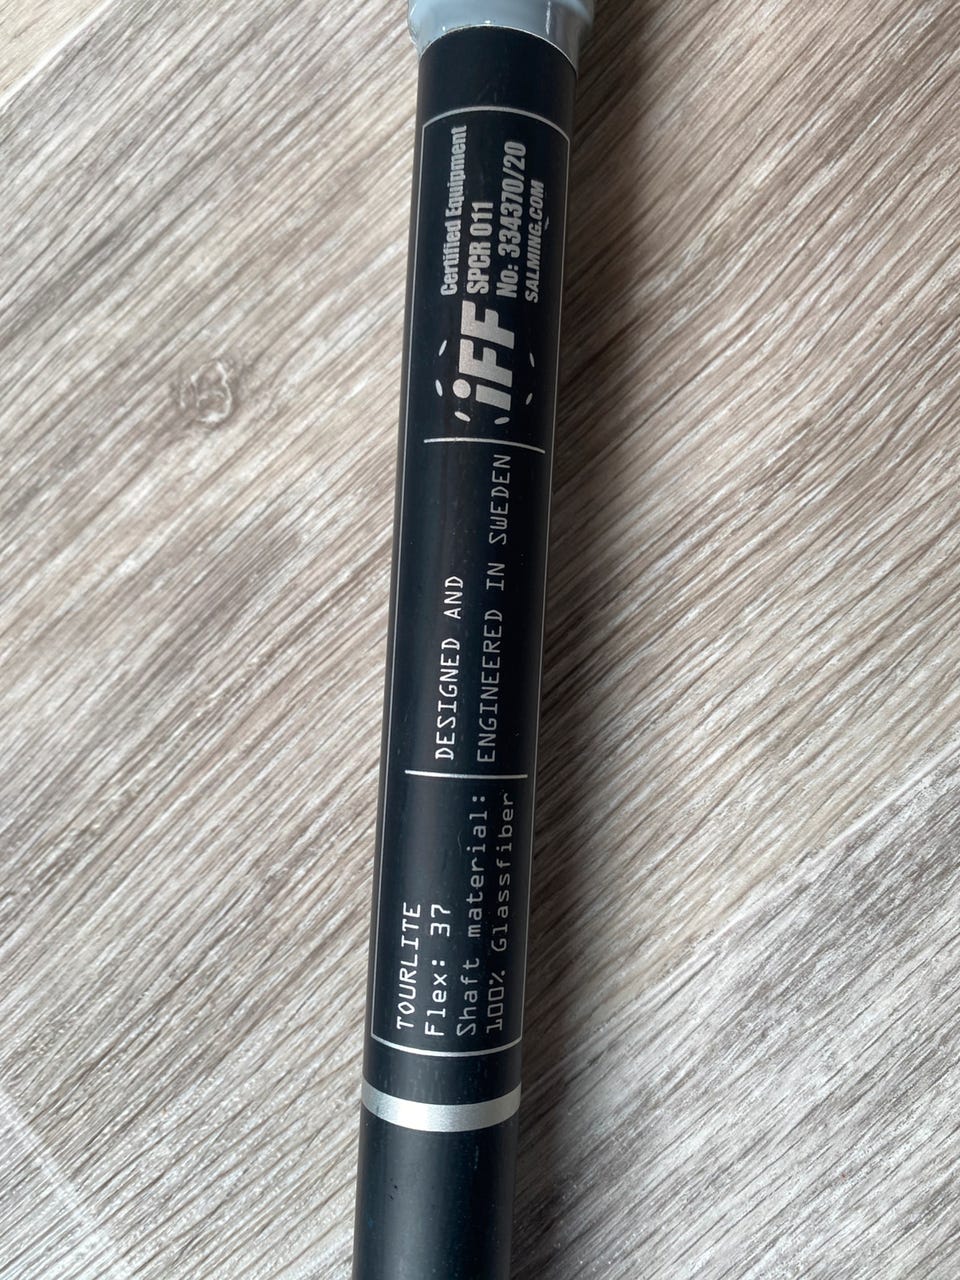 TOURLITE
Flex: 37
Shaft material:
100% Glassfiber
DESIGNED AND
ENGINEERED IN SWEDEN
iFF
Certified Equipment
SPCR 011
No: 334370/20
SALMING.COM